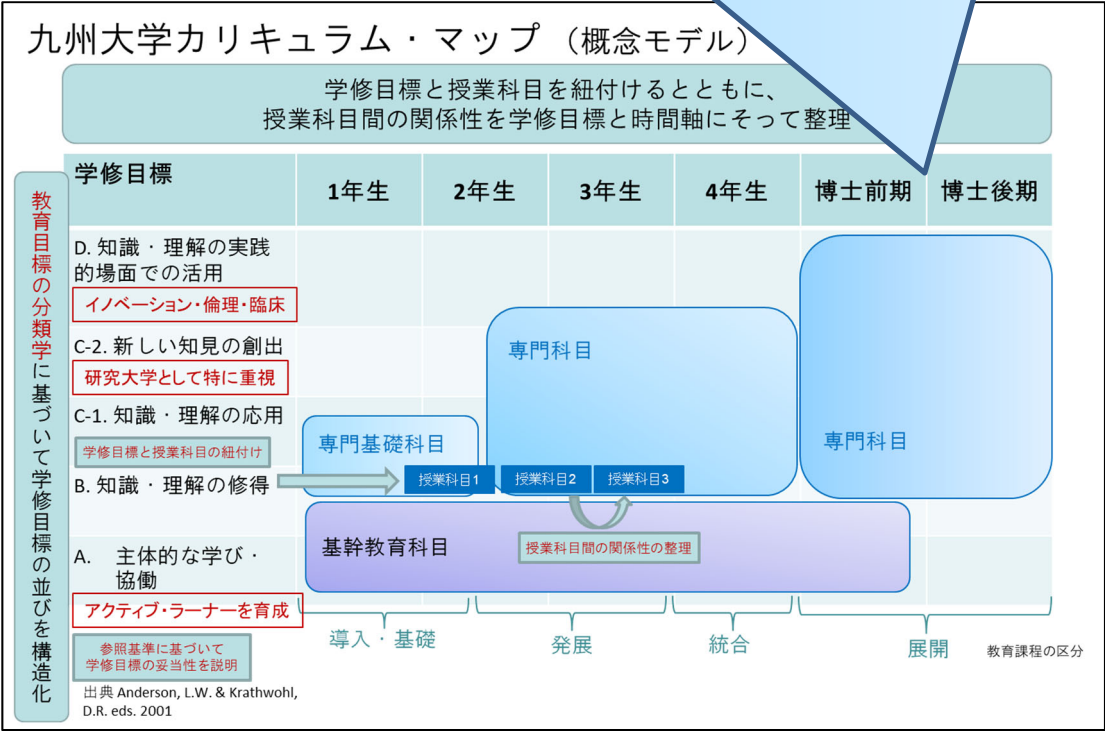 九州大学カリキュラム・マップ（概念モデル）
学修目標と授業科目を紐付けるとともに、
授業科目間の関係性を学修目標と時間軸にそって整理
教育目標の分類学に基づいて学修目標の並びを構造化
学修目標
1年生
2年生
3年生
4年生
博士前期
博士後期
D. 知識・理解の実践
的場面での活用
イノベーション・倫理・臨床
C-2. 新しい知見の創出
研究大学として特に重視
C-1. 知識・理解の応用
学修目標と授業科目の紐付け
B. 知識・理解の修得
A. 主体的な学び・
協働
アクティブ・ラーナーを育成
参照基準に基づいて
学修目標の妥当性を説明
出典 Anderson, L.W. & Krathwohl,
D.R. eds. 2001
専門基礎科目
専門科目
専門科目
授業科目1
授業科目2
授業科目3
基幹教育科目
授業科目間の関係性の整理
導入・基礎
発展
統合
展開
教育課程の区分